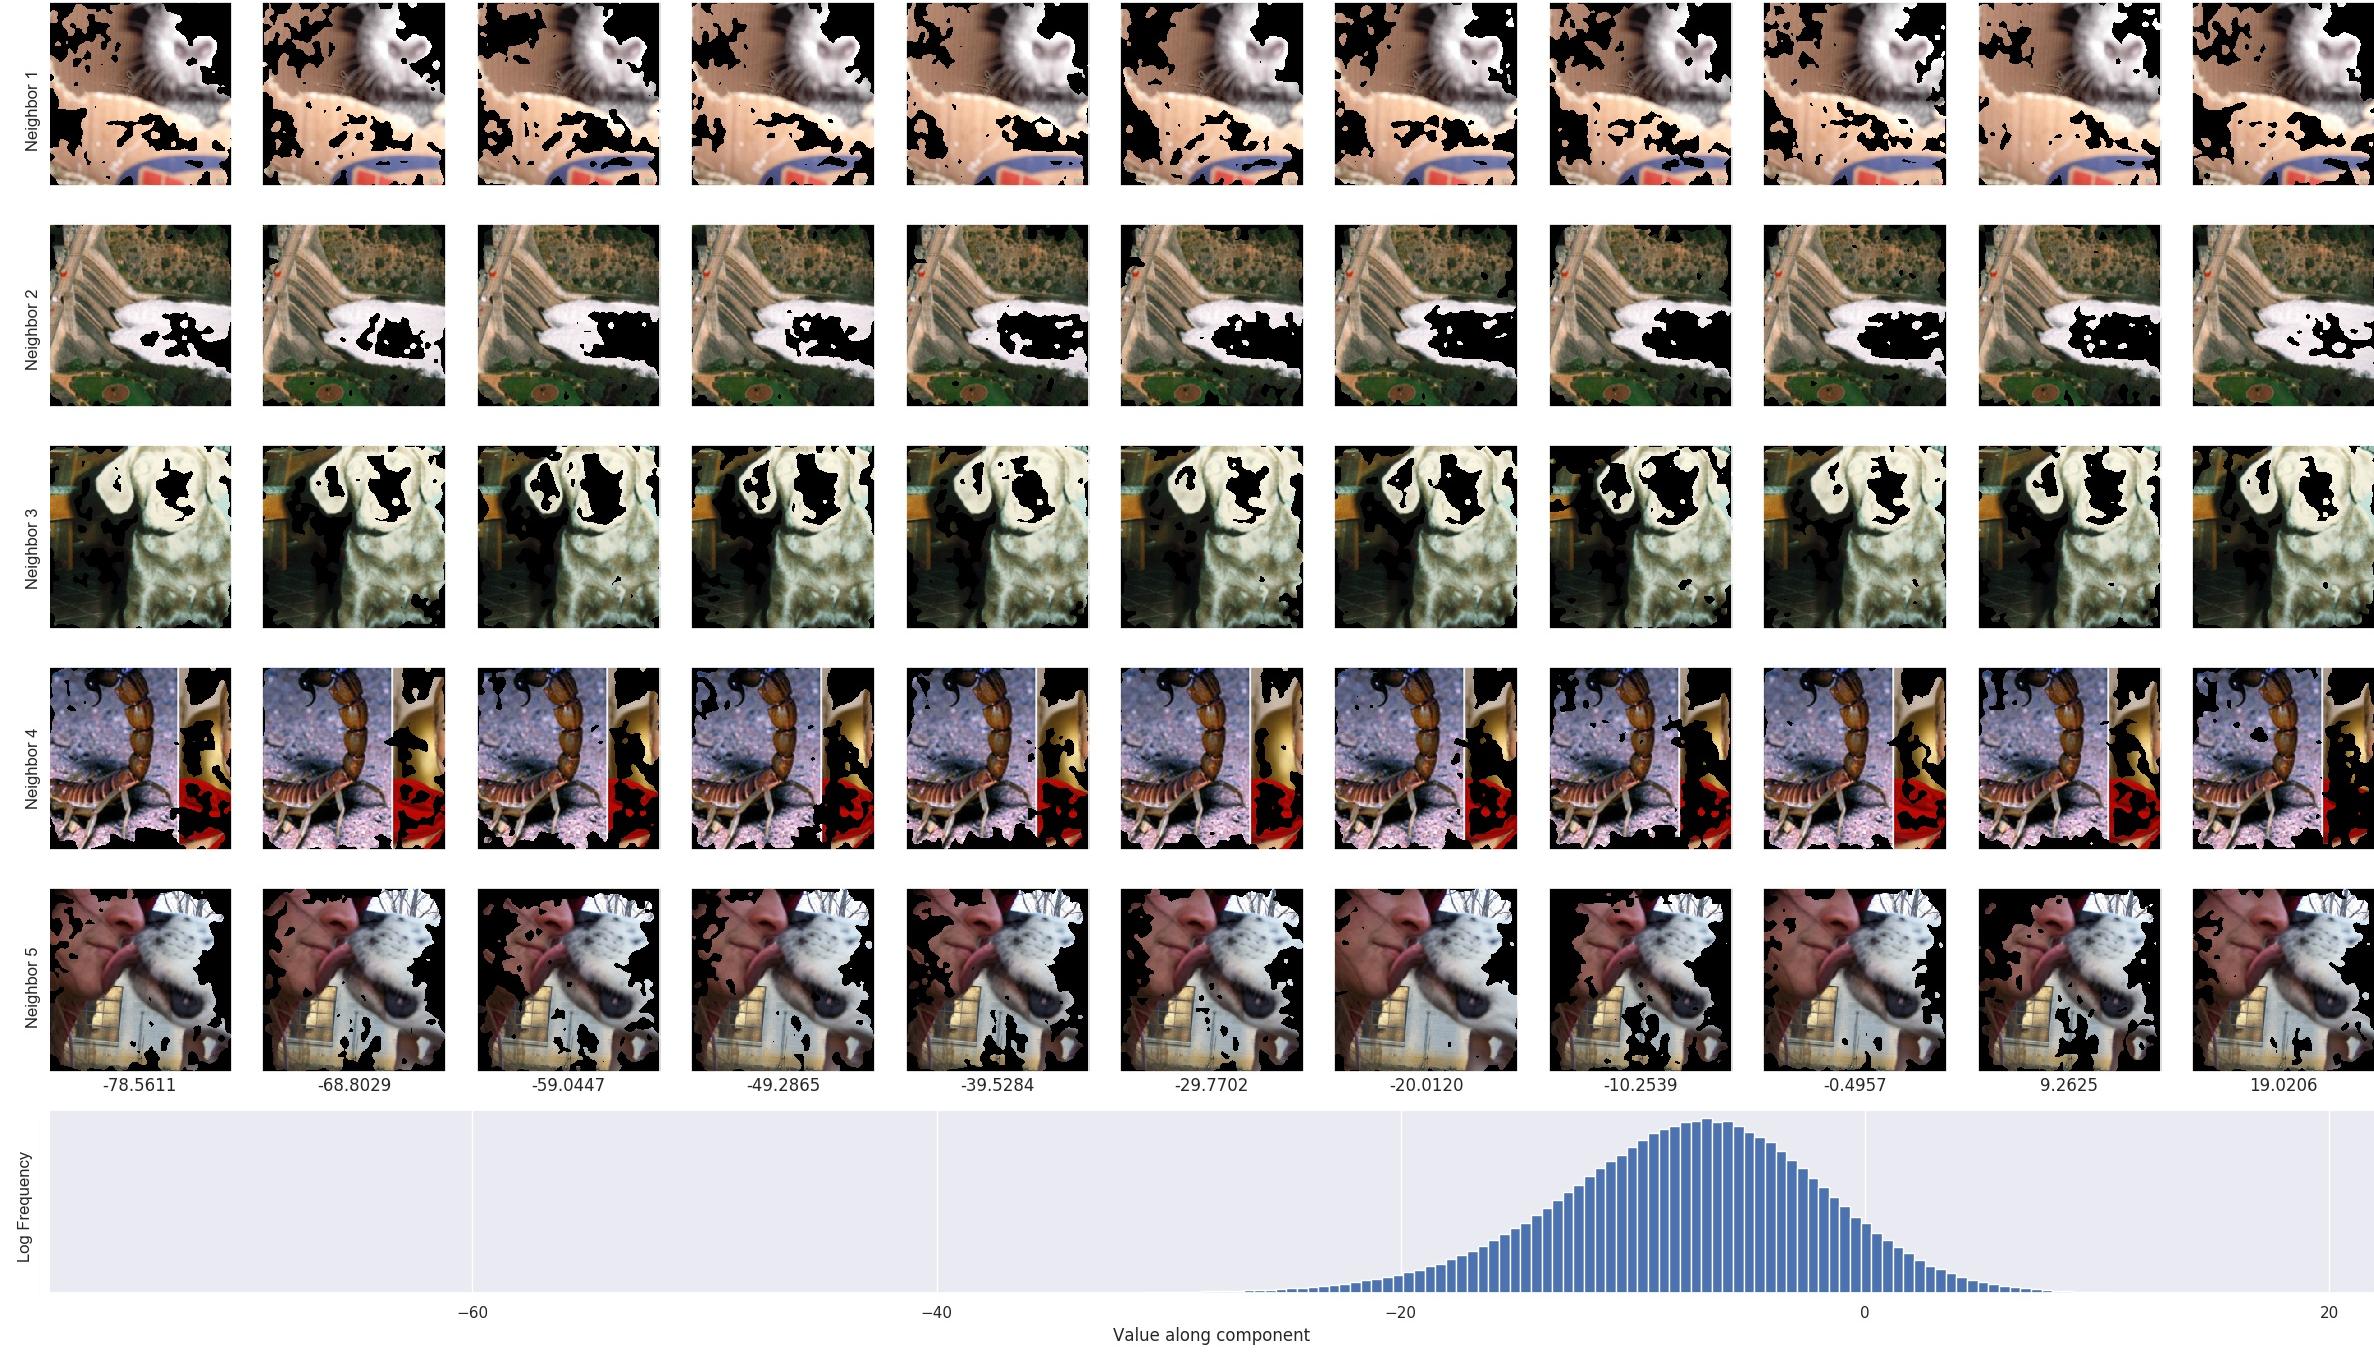 Neighbor 1
Neighbor 2
Neighbor 3
Neighbor 4
Neighbor 5
-78.5611 -68.8029 -59.0447 -49.2865 -39.5284 -29.7702 -20.0120 -10.2539 -0.4957 9.2625 19.0206
Log Frequency
−60 −40 −20 0 20
Value along component